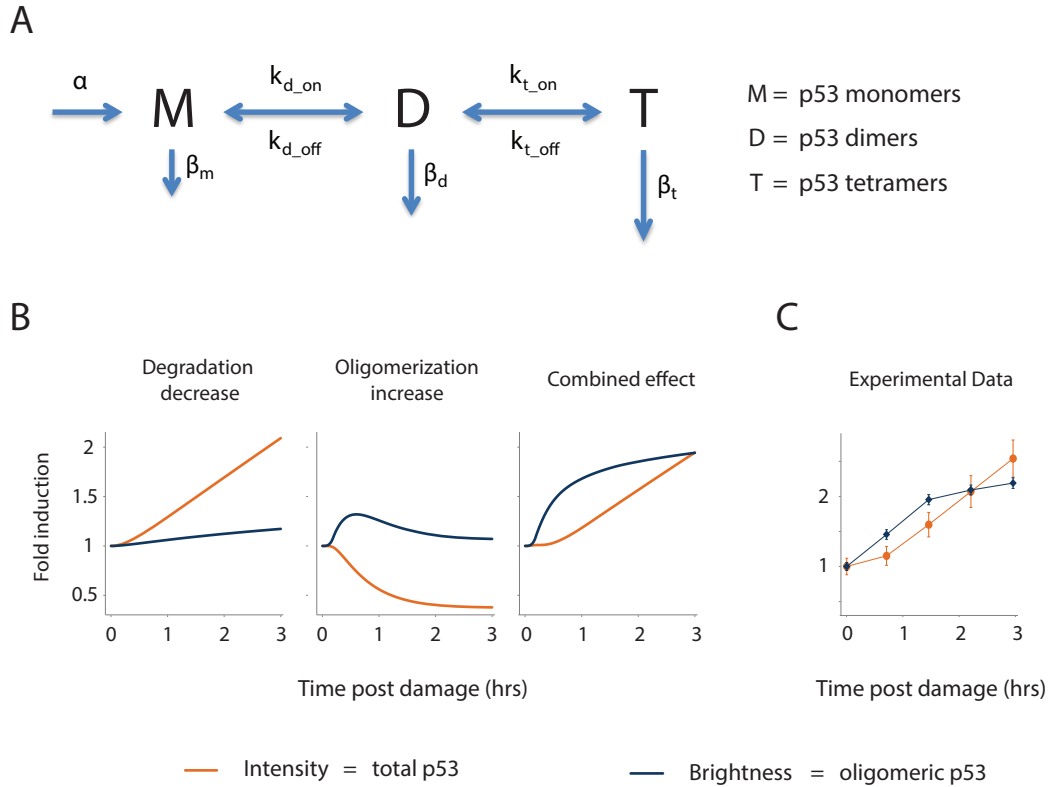 A
α
M
k_d_on
k_d_off
D
k_t_on
k_t_off
T
β_m
β_d
β_t
M = p53 monomers
D = p53 dimers
T = p53 tetramers
B
C
Degradation
decrease
Oligomerization
increase
Combined effect
Experimental Data
Fold induction
2
1.5
1
0.5
0 1 2 3
0 1 2 3
0 1 2 3
2
1
0 1 2 3
Time post damage (hrs)
Time post damage (hrs)
Intensity = total p53
Brightness = oligomeric p53